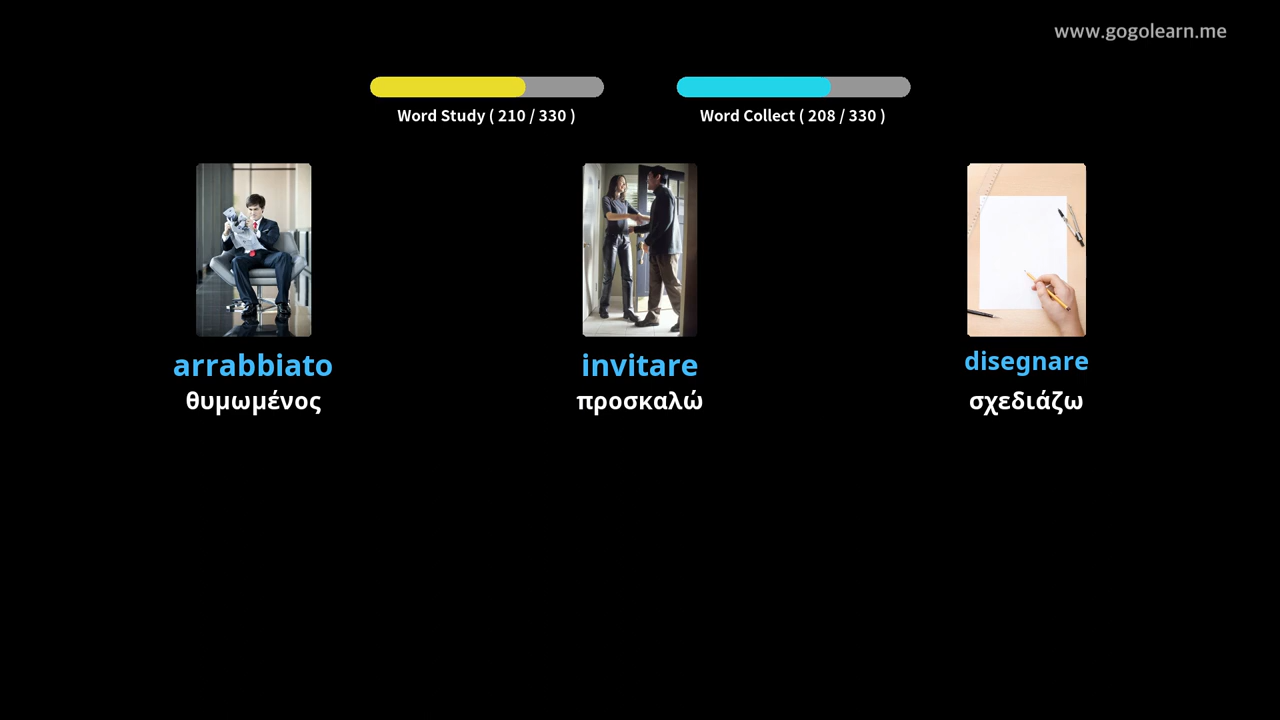 www.gogolearn.me
Word Study ( 210 / 330 )
Word Collect ( 208 / 330 )
arrabbiato
θυμωμένος
invitare
προσκαλώ
disegnare
σχεδιάζω